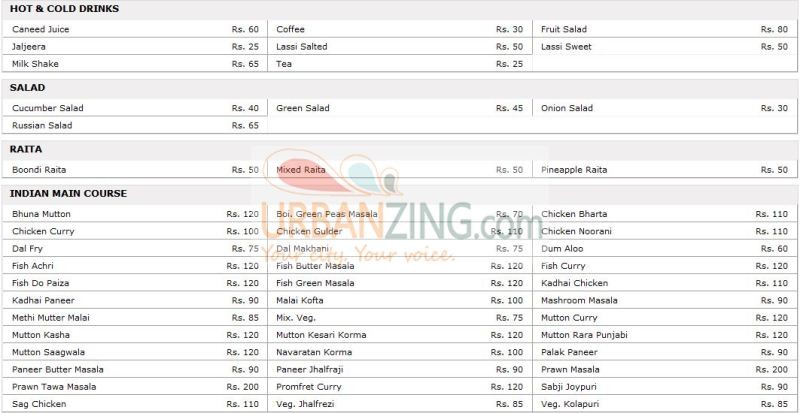 HOT & COLD DRINKS
Caneed Juice Rs. 60 Coffee Rs. 30 Fruit Salad Rs. 80
Jaljeera Rs. 25 Lassi Salted Rs. 50 Lassi Sweet Rs. 50
Milk Shake Rs. 65 Tea Rs. 25
SALAD
Cucumber Salad Rs. 40 Green Salad Rs. 45 Onion Salad Rs. 30
Russian Salad Rs. 65
RAITA
Boondi Raita Rs. 50 Mixed Raita Rs. 50 Pineapple Raita Rs. 50
INDIAN MAIN COURSE
Bhuna Mutton Rs. 120 Boi. Green Peas Masala Rs. 70 Chicken Bharta Rs. 110
URBANZING.com
Chicken Curry Rs. 100 Chicken Gulder Rs. 110 Chicken Noorani Rs. 110
Dal Fry Rs. 75 Dal Makhani Rs. 75 Dum Aloo Rs. 60
Your city. Your voice.
Fish Achri Rs. 120 Fish Butter Masala Rs. 120 Fish Curry Rs. 120
Fish Do Paiza Rs. 120 Fish Green Masala Rs. 120 Kadhai Chicken Rs. 110
Kadhai Paneer Rs. 90 Malai Kofta Rs. 100 Mashroom Masala Rs. 90
Methi Mutter Malai Rs. 85 Mix. Veg. Rs. 75 Mutton Curry Rs. 120
Mutton Kasha Rs. 120 Mutton Kesari Korma Rs. 120 Mutton Rara Punjabi Rs. 120
Mutton Saagwala Rs. 120 Navaratan Korma Rs. 100 Palak Paneer Rs. 90
Paneer Butter Masala Rs. 90 Paneer Jhalfraji Rs. 90 Prawn Masala Rs. 200
Prawn Tawa Masala Rs. 200 Promfret Curry Rs. 120 Sabji Joypuri Rs. 90
Sag Chicken Rs. 110 Veg. Jhalfrezi Rs. 85 Veg. Kolapuri Rs. 85